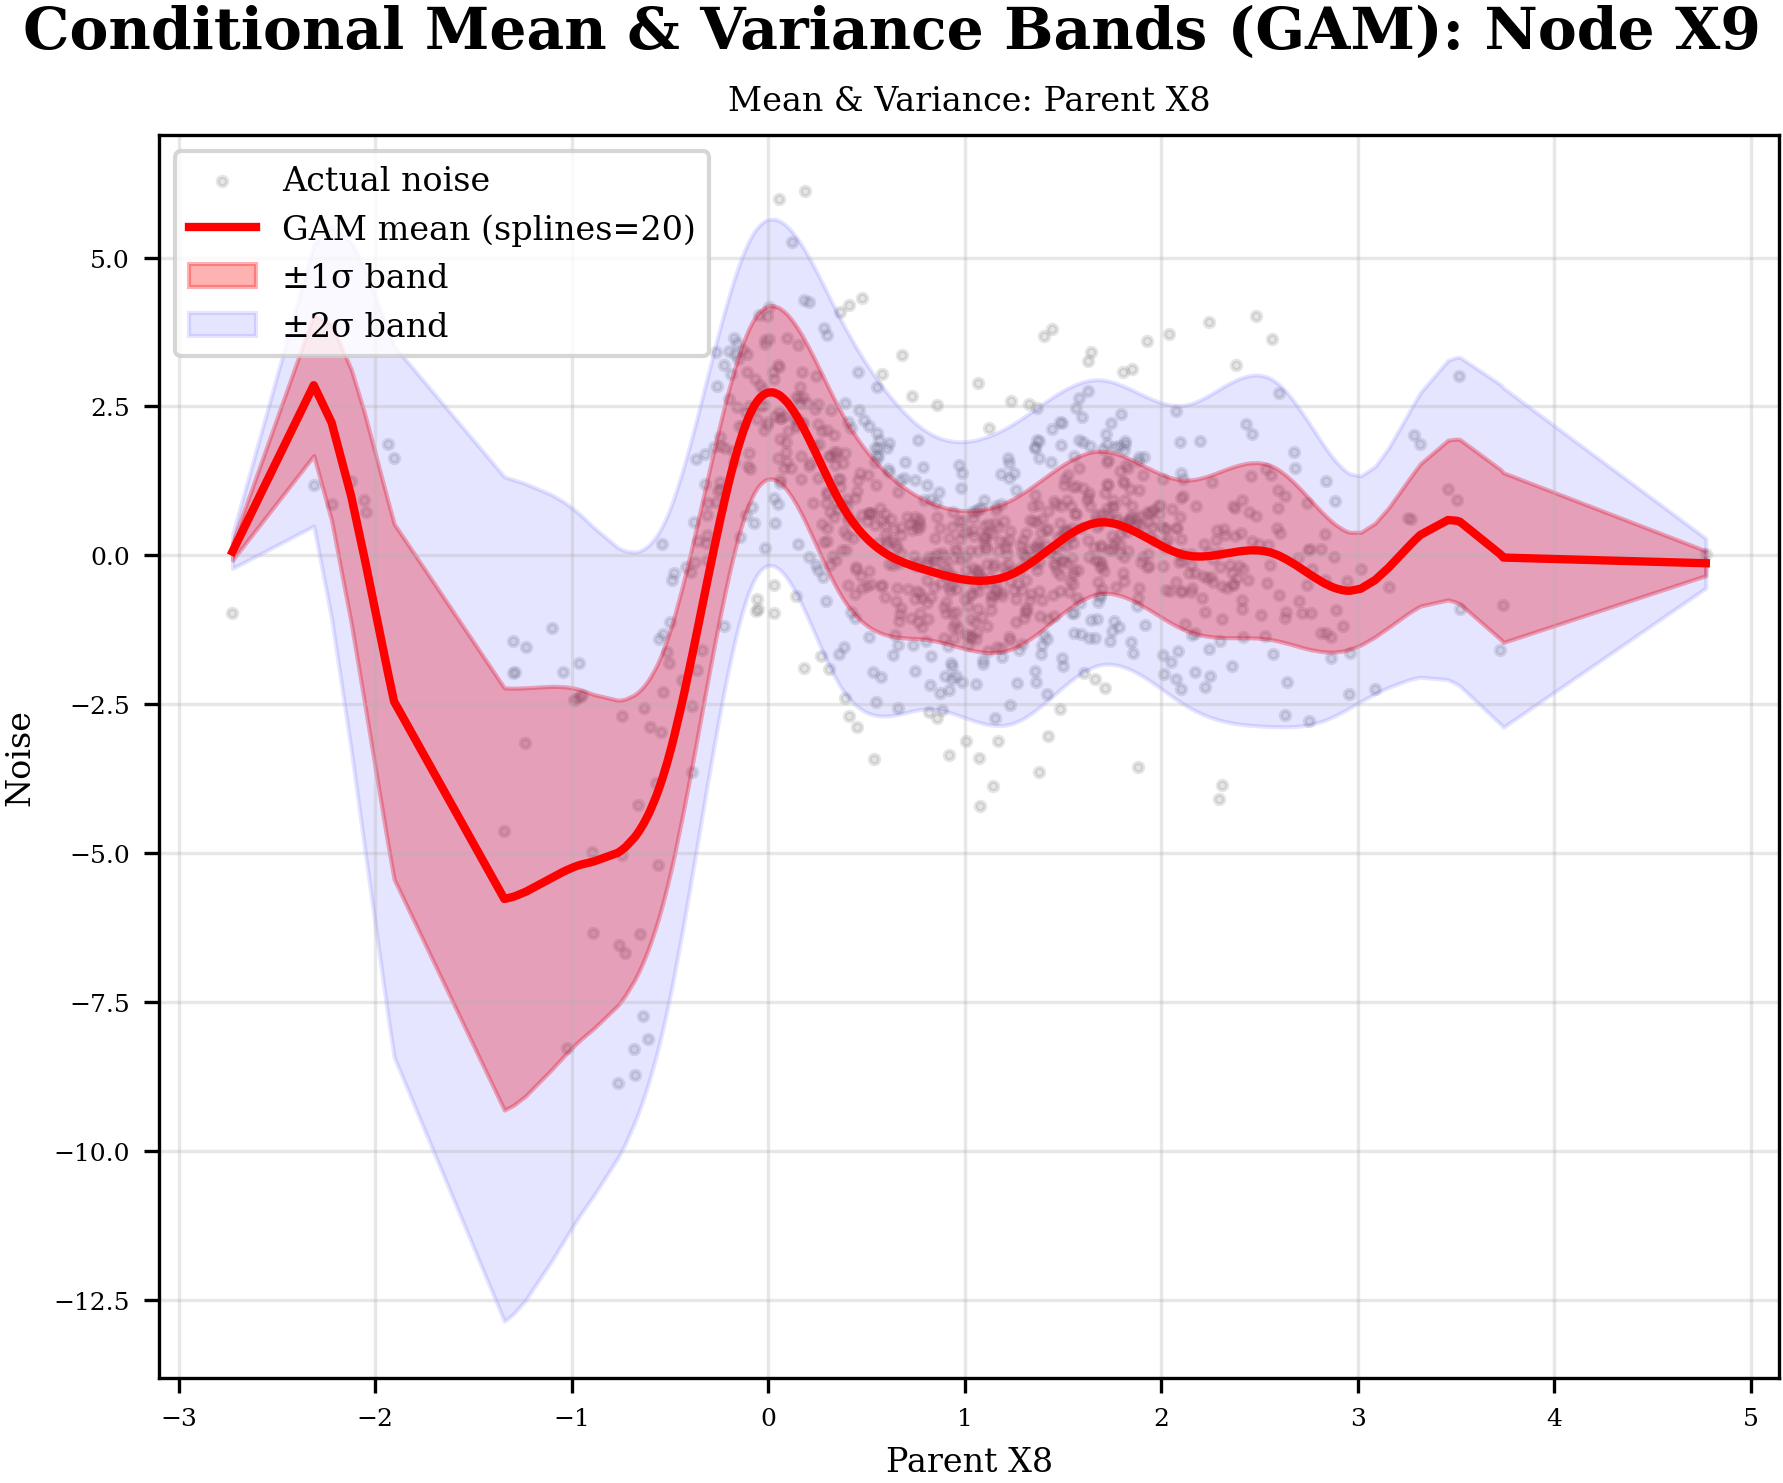 Conditional Mean & Variance Bands (GAM): Node X9
Mean & Variance: Parent X8
Actual noise
GAM mean (splines=20)
±1σ band
±2σ band
5.0
2.5
0.0
−2.5
−5.0
−7.5
−10.0
−12.5
Noise
−3 −2 −1 0 1 2 3 4 5
Parent X8